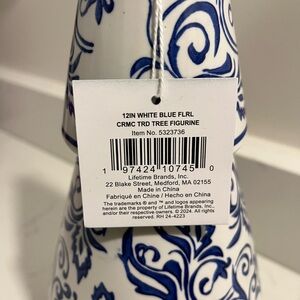 12IN WHITE BLUE FLRL
CRMC TRD TREE FIGURINE
Item No. 5323736
1 97424 10745 0
Lifetime Brands, Inc.
22 Blake Street, Medford, MA 02155
Made in China
Fabriqué en Chine / Hecho en China
The trademarks ® and ™ and logos appearing
herein are the property of Lifetime Brands, Inc.
and/or their respective owners. © 2024. All rights
reserved. RH 24-4223